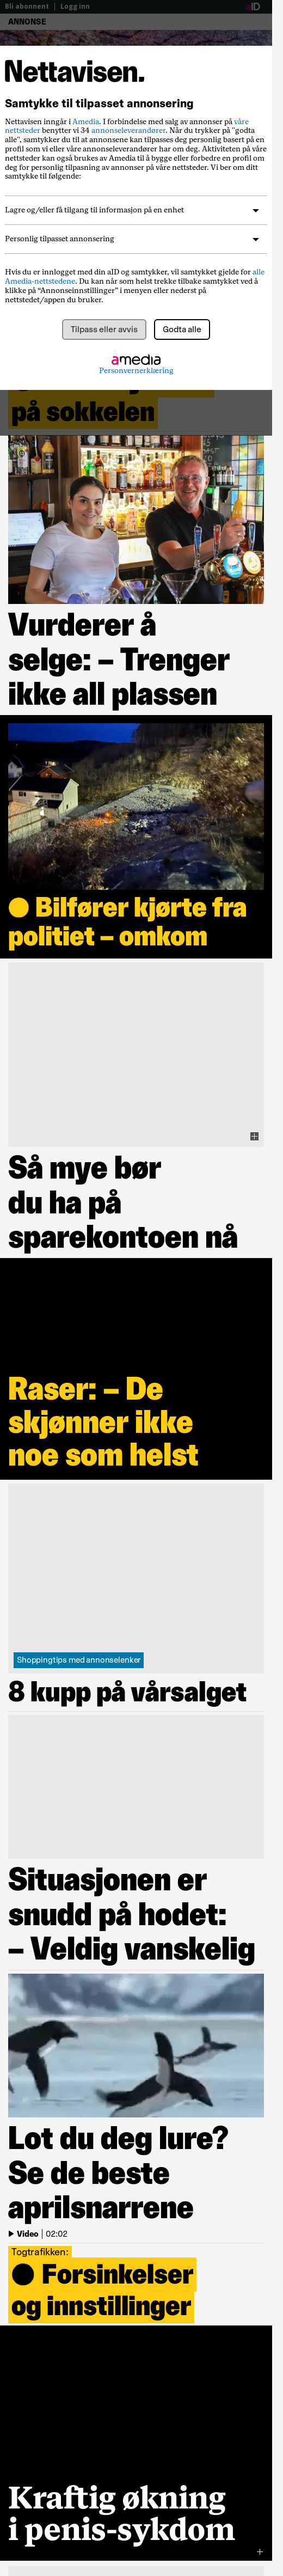 Bli abonnent | Logg inn
aID
ANNONSE
Nettavisen.
Samtykke til tilpasset annonsering
Nettavisen inngår i Amedia. I forbindelse med salg av annonser på våre
nettsteder benytter vi 34 annonseleverandører. Når du trykker på "godta
alle", samtykker du til at annonsene kan tilpasses deg personlig basert på en
profil som vi eller våre annonseleverandører har om deg. Aktiviteten på våre
nettsteder kan også brukes av Amedia til å bygge eller forbedre en profil om
deg for personlig tilpasning av annonser på våre nettsteder. Vi ber om ditt
samtykke til følgende:
Lagre og/eller få tilgang til informasjon på en enhet
Personlig tilpasset annonsering
Hvis du er innlogget med din aID og samtykker, vil samtykket gjelde for alle
Amedia-nettstedene. Du kan når som helst trekke tilbake samtykket ved å
klikke på "Annonseinnstillinger" i menyen eller nederst på
nettstedet/appen du bruker.
Tilpass eller avvis
Godta alle
amedia
Personvernerklæring
på sokkelen
Vurderer å
selge: – Trenger
ikke all plassen
Bilfører kjørte fra
politiet – omkom
Så mye bør
du ha på
sparekontoen nå
Raser: – De
skjønner ikke
noe som helst
Shoppingtips med annonselenker
8 kupp på vårsalget
Situasjonen er
snudd på hodet:
– Veldig vanskelig
Lot du deg lure?
Se de beste
aprilsnarrene
Video | 02:02
Togtrafikken:
Forsinkelser
og innstillinger
Kraftig økning
i penis-sykdom